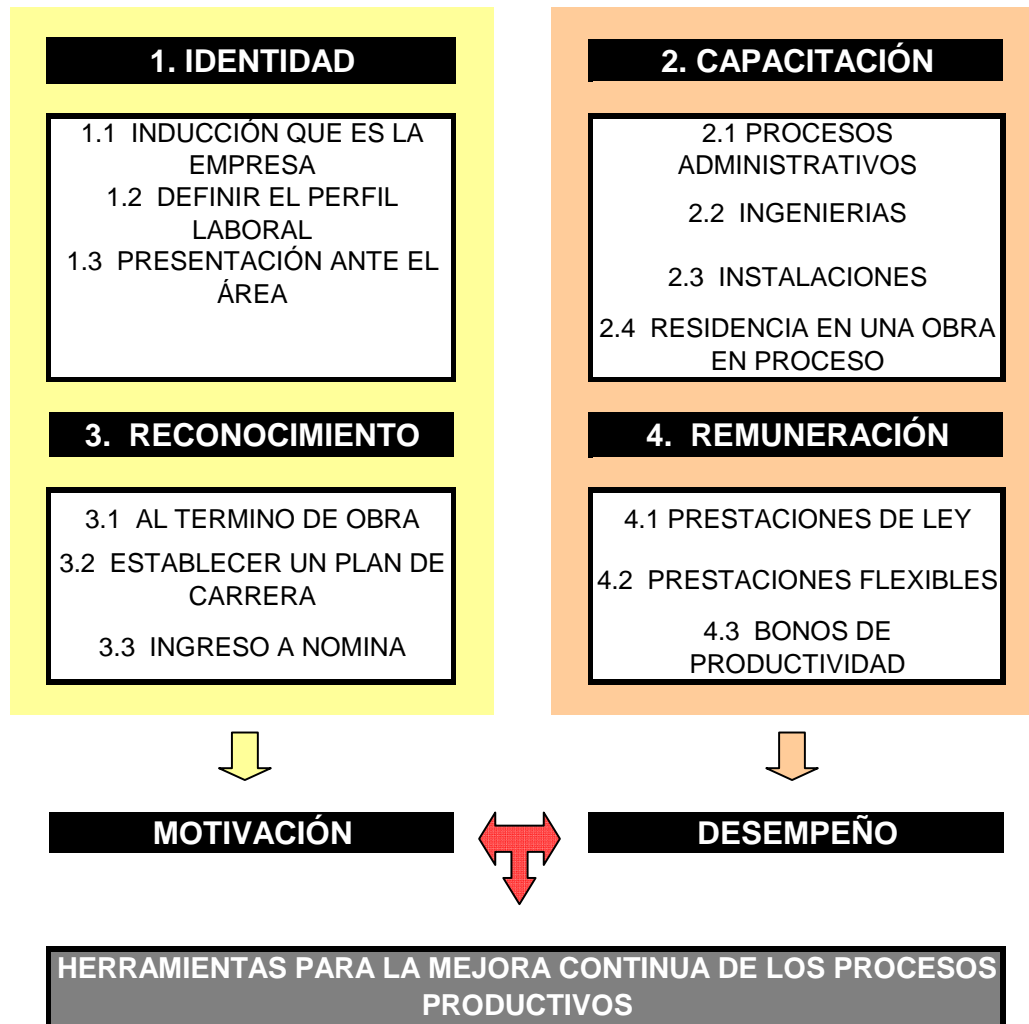 1. IDENTIDAD
1.1 INDUCCIÓN QUE ES LA
EMPRESA
1.2 DEFINIR EL PERFIL
LABORAL
1.3 PRESENTACIÓN ANTE EL
ÁREA
2. CAPACITACIÓN
2.1 PROCESOS
ADMINISTRATIVOS
2.2 INGENIERIAS
2.3 INSTALACIONES
2.4 RESIDENCIA EN UNA OBRA
EN PROCESO
3. RECONOCIMIENTO
3.1 AL TERMINO DE OBRA
3.2 ESTABLECER UN PLAN DE
CARRERA
3.3 INGRESO A NOMINA
4. REMUNERACIÓN
4.1 PRESTACIONES DE LEY
4.2 PRESTACIONES FLEXIBLES
4.3 BONOS DE
PRODUCTIVIDAD
MOTIVACIÓN
DESEMPEÑO
HERRAMIENTAS PARA LA MEJORA CONTINUA DE LOS PROCESOS
PRODUCTIVOS